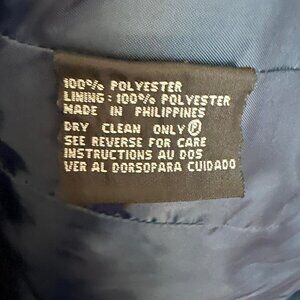 100% POLYESTER
LINING: 100% POLYESTER
MADE IN PHILIPPINES
DRY CLEAN ONLY Ⓟ
SEE REVERSE FOR CARE
INSTRUCTIONS AU DOS
VER AL DORSOPARA CUIDADO